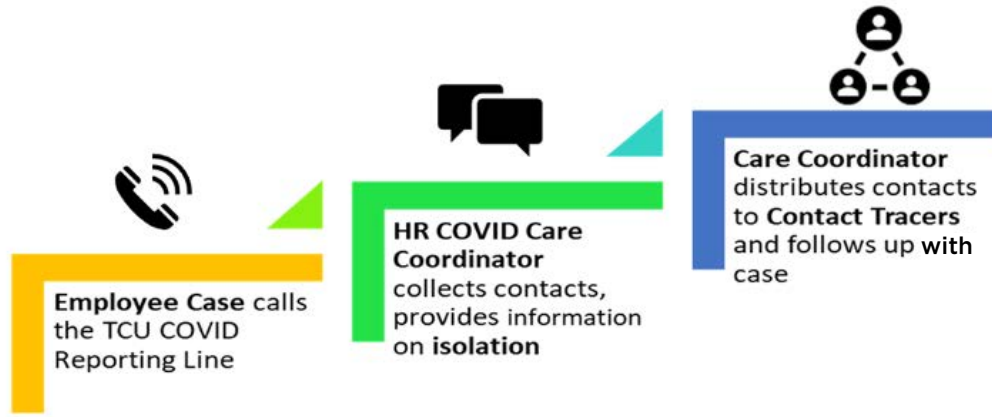 Employee Case calls
the TCU COVID
Reporting Line
HR COVID Care
Coordinator
collects contacts,
provides information
on isolation
Care Coordinator
distributes contacts
to Contact Tracers
and follows up with
case